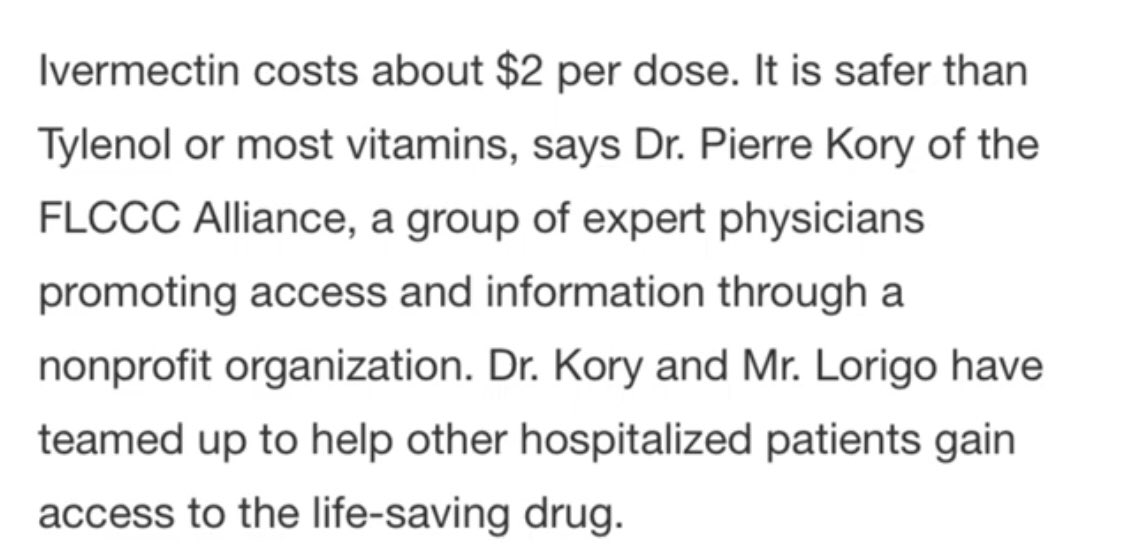 Ivermectin costs about $2 per dose. It is safer than
Tylenol or most vitamins, says Dr. Pierre Kory of the
FLCCC Alliance, a group of expert physicians
promoting access and information through a
nonprofit organization. Dr. Kory and Mr. Lorigo have
teamed up to help other hospitalized patients gain
access to the life-saving drug.